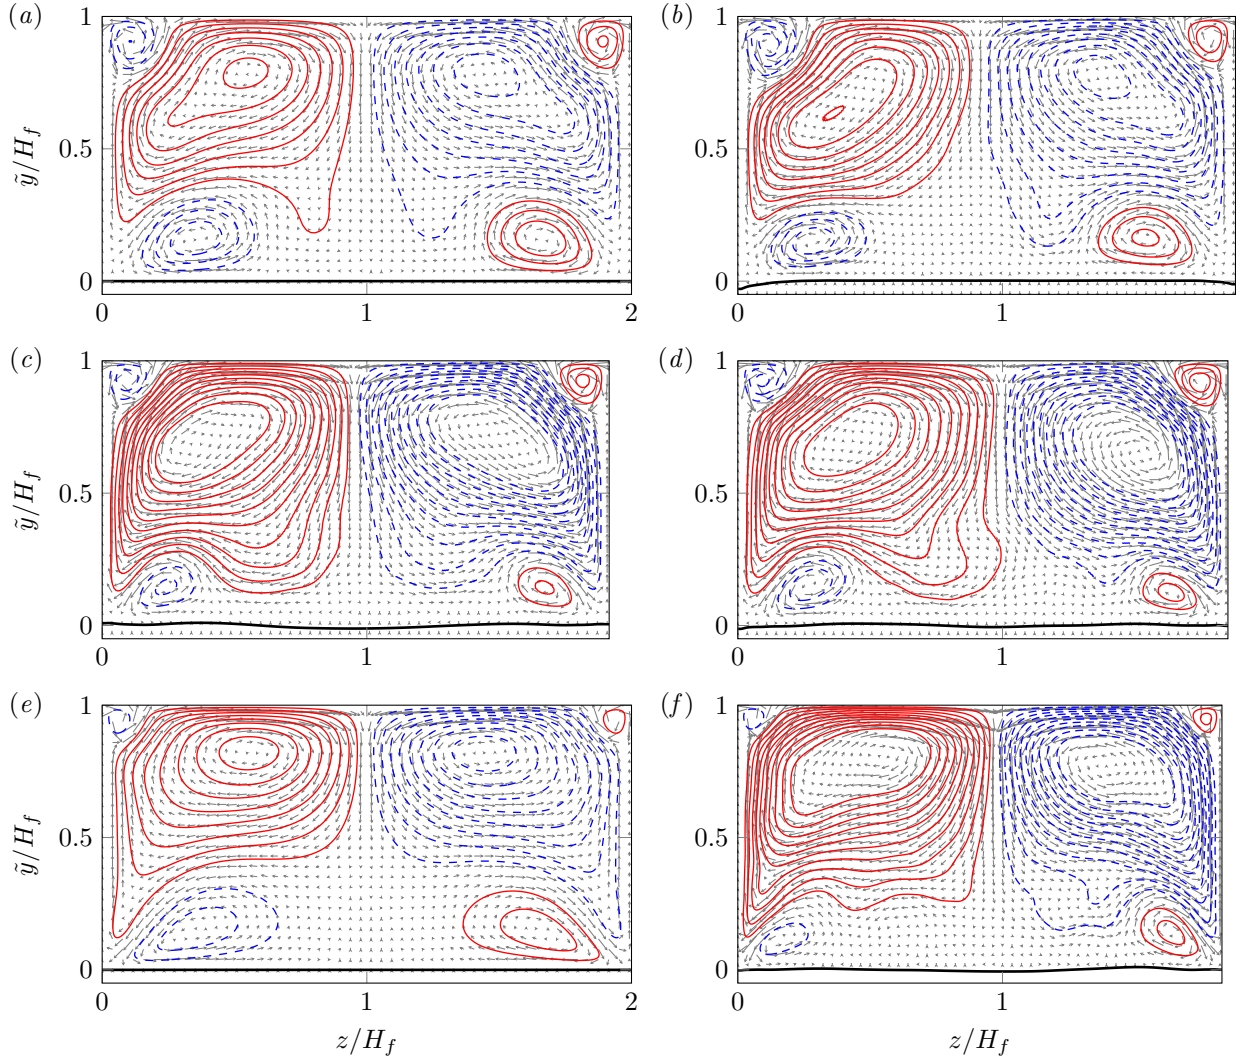 (a) (b)
1 1
ỹ/H_f 0.5 0.5
0 0
0 1 2 0 1
(c) (d)
1 1
ỹ/H_f 0.5 0.5
0 0
0 1 0 1
(e) (f)
1 1
ỹ/H_f 0.5 0.5
0 0
0 1 2 0 1
z/H_f z/H_f